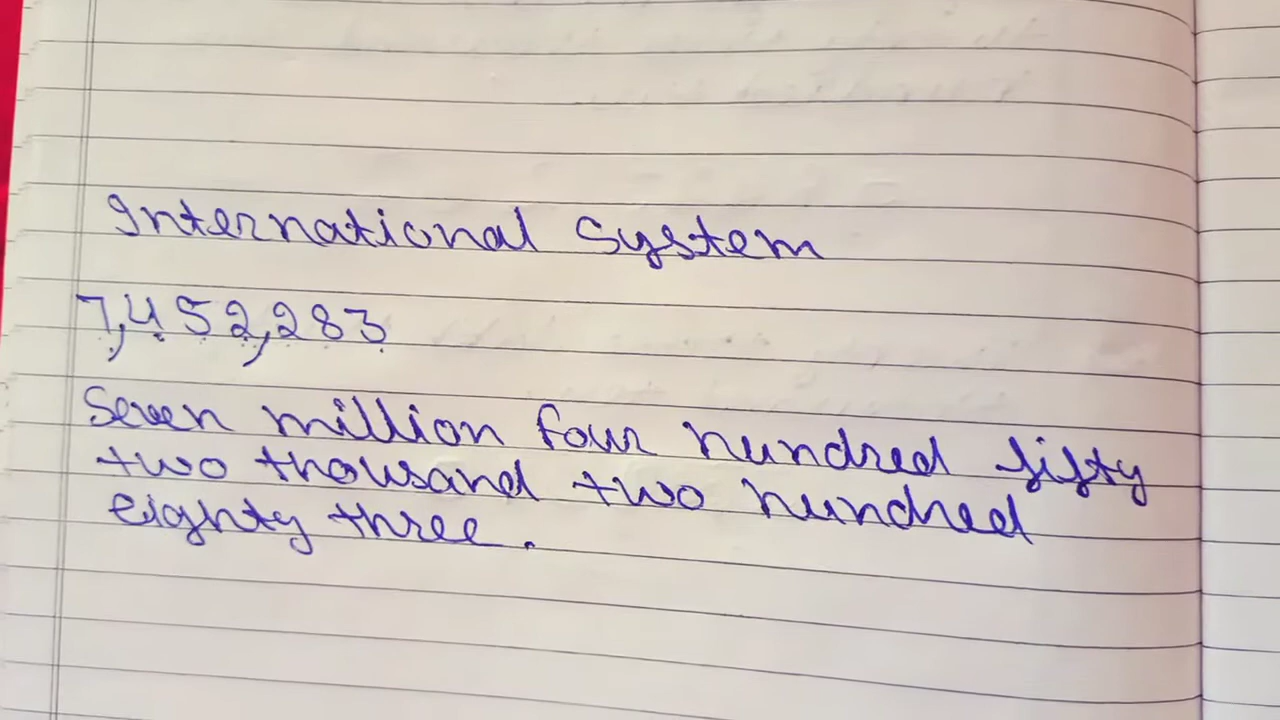 International System
7,452,283
Seven million four hundred fifty
two thousand two hundred
eighty three.